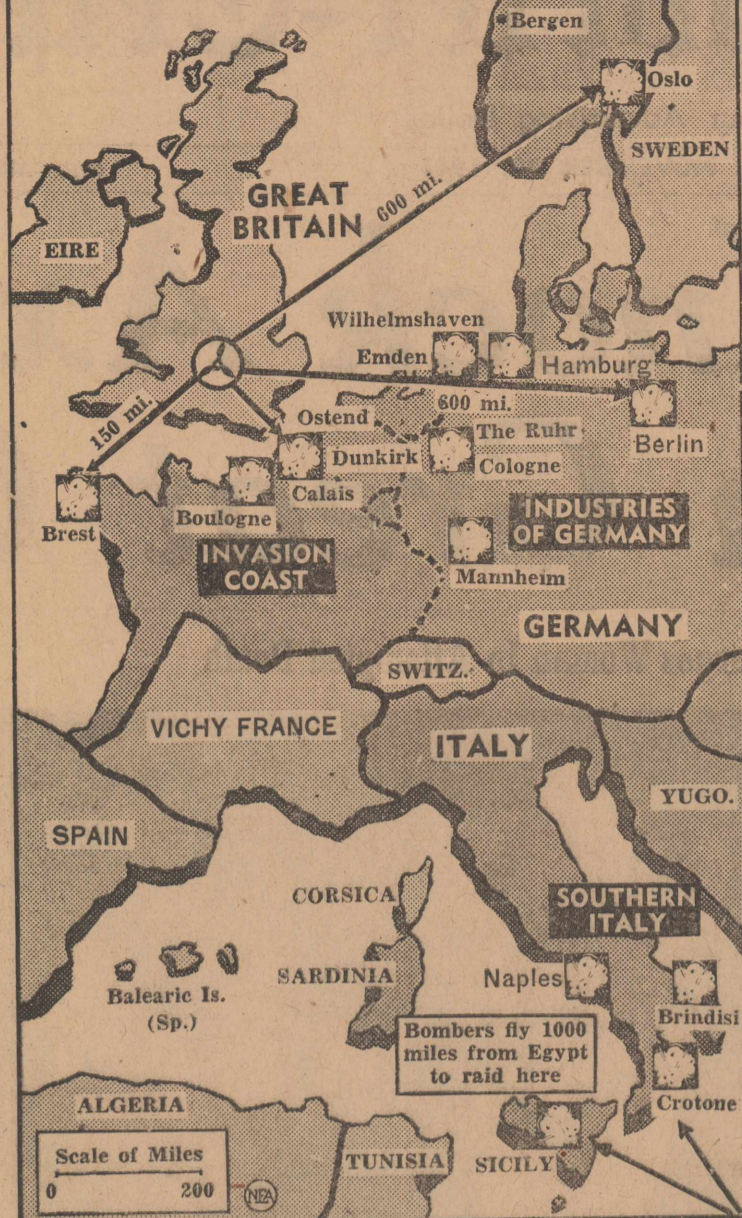 Bergen
Oslo
SWEDEN
GREAT
BRITAIN
600 mi.
EIRE
Wilhelmshaven
Emden
Hamburg
600 mi.
150 mi.
Ostend
The Ruhr
Berlin
Dunkirk
Cologne
Calais
Boulogne
Brest
INDUSTRIES
OF GERMANY
INVASION
COAST
Mannheim
GERMANY
SWITZ.
VICHY FRANCE
ITALY
YUGO.
SPAIN
CORSICA
SOUTHERN
ITALY
SARDINIA
Naples
Balearic Is.
(Sp.)
Brindisi
Bombers fly 1000
miles from Egypt
to raid here
Crotone
ALGERIA
Scale of Miles
0 200
NEA
TUNISIA
SICILY